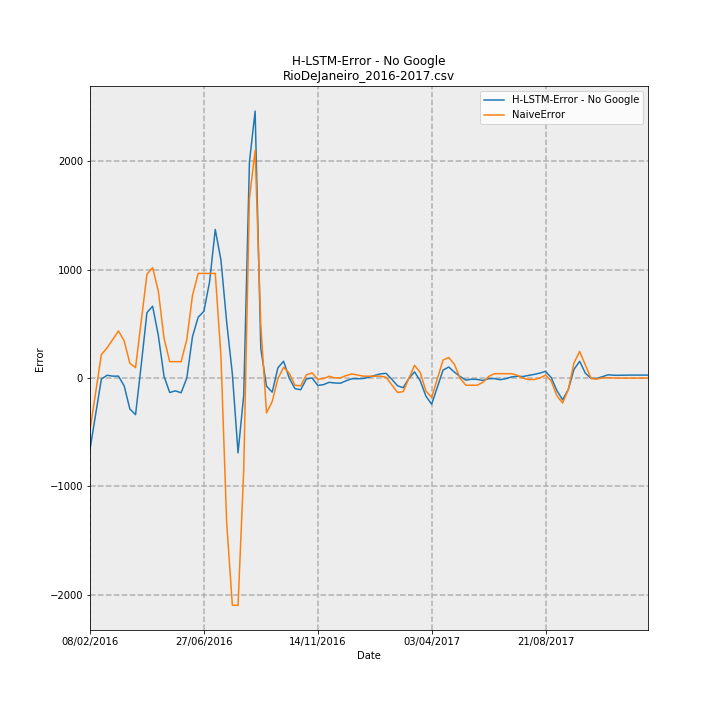 H-LSTM-Error - No Google
RioDeJaneiro_2016-2017.csv
H-LSTM-Error - No Google
NaiveError
2000
1000
0
−1000
−2000
Error
08/02/2016
27/06/2016
14/11/2016
03/04/2017
21/08/2017
Date